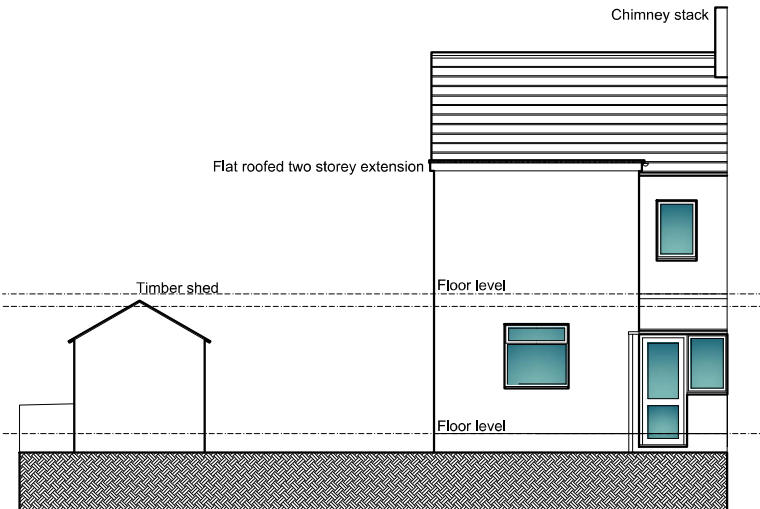 Chimney stack
Flat roofed two storey extension
Timber shed
Floor level
Floor level